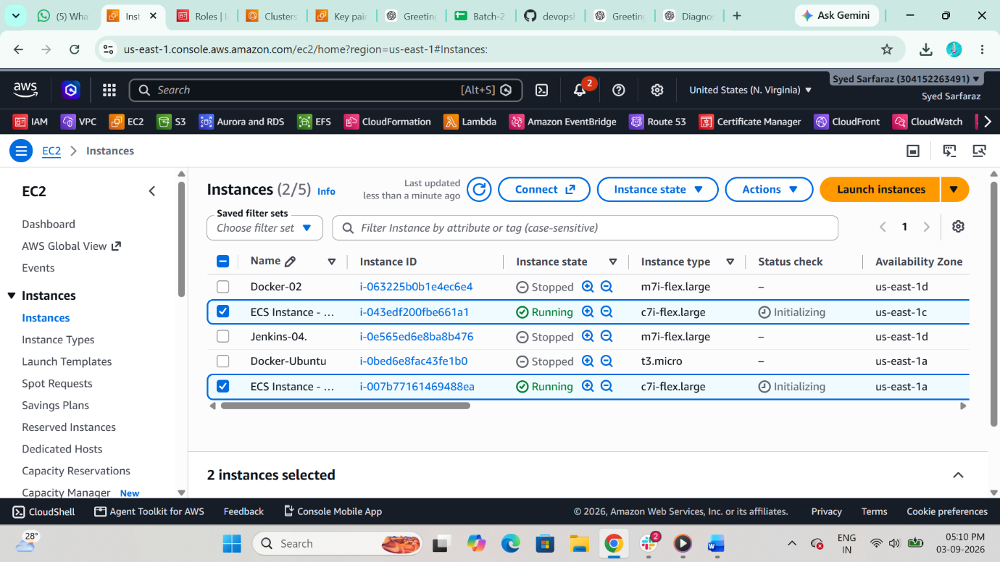 (5) Wha
Inst
Roles | I
Clusters
Key pair
Greeting
Batch-2
devopsh
Greeting
Diagnos
Ask Gemini
us-east-1.console.aws.amazon.com/ec2/home?region=us-east-1#Instances:
aws
Search
[Alt+S]
2
United States (N. Virginia)
Syed Sarfaraz (304152263491)
Syed Sarfaraz
IAM
VPC
EC2
S3
Aurora and RDS
EFS
CloudFormation
Lambda
Amazon EventBridge
Route 53
Certificate Manager
CloudFront
CloudWatch
EC2
Instances
EC2
Dashboard
AWS Global View
Events
Instances
Instances
Instance Types
Launch Templates
Spot Requests
Savings Plans
Reserved Instances
Dedicated Hosts
Capacity Reservations
Capacity Manager New
Instances (2/5) Info
Last updated
less than a minute ago
Connect
Instance state
Actions
Launch instances
Saved filter sets
Choose filter set
Filter Instance by attribute or tag (case-sensitive)
1
Name Instance ID Instance state Instance type Status check Availability Zone
Docker-02 i-063225b0b1e4ec6e4 Stopped m7i-flex.large – us-east-1d
ECS Instance - ... i-043edf200fbe661a1 Running c7i-flex.large Initializing us-east-1c
Jenkins-04. i-0e565ed6e8ba8b476 Stopped m7i-flex.large – us-east-1d
Docker-Ubuntu i-0bed6e8fac43fe1b0 Stopped t3.micro – us-east-1a
ECS Instance - ... i-007b77161469488ea Running c7i-flex.large Initializing us-east-1a
2 instances selected
CloudShell
Agent Toolkit for AWS
Feedback
Console Mobile App
© 2026, Amazon Web Services, Inc. or its affiliates.
Privacy
Terms
Cookie preferences
28°
Search
2
ENG
IN
05:10 PM
03-09-2026